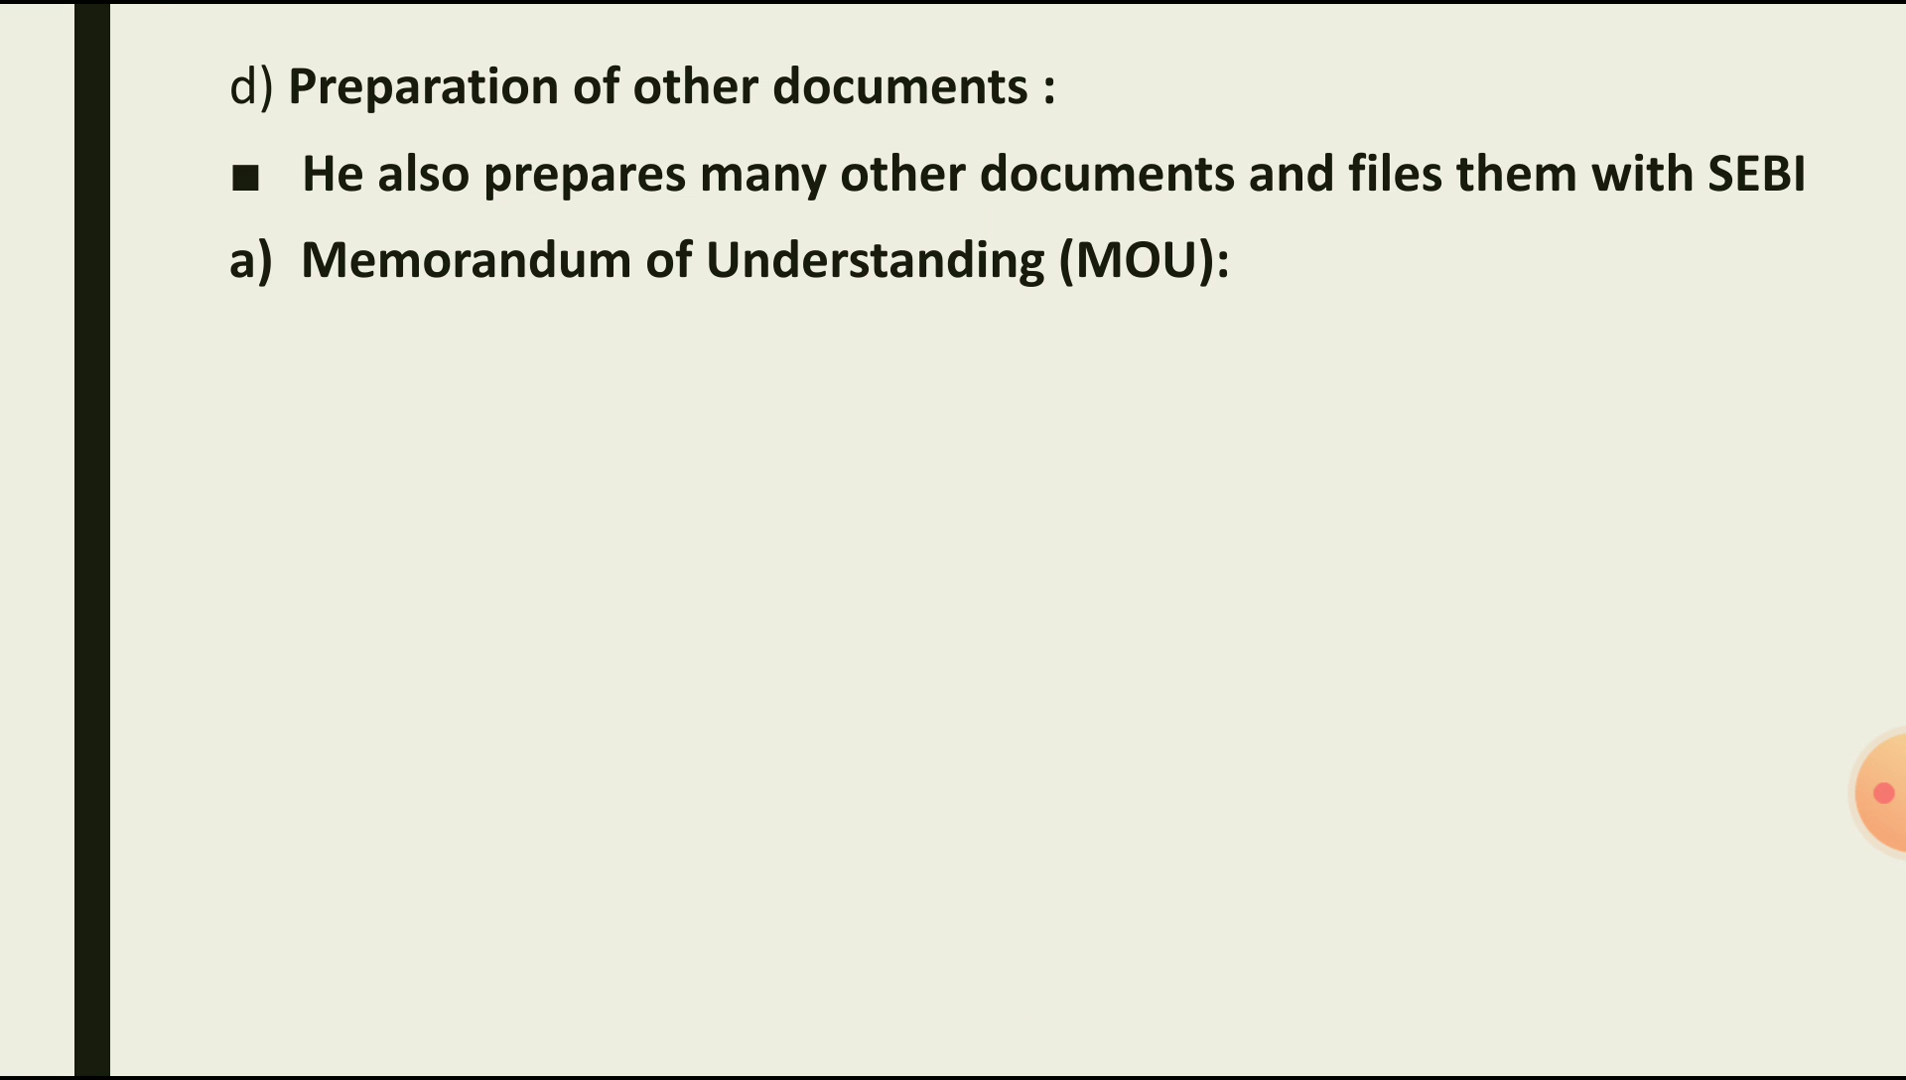 d) Preparation of other documents :
■ He also prepares many other documents and files them with SEBI
a) Memorandum of Understanding (MOU):